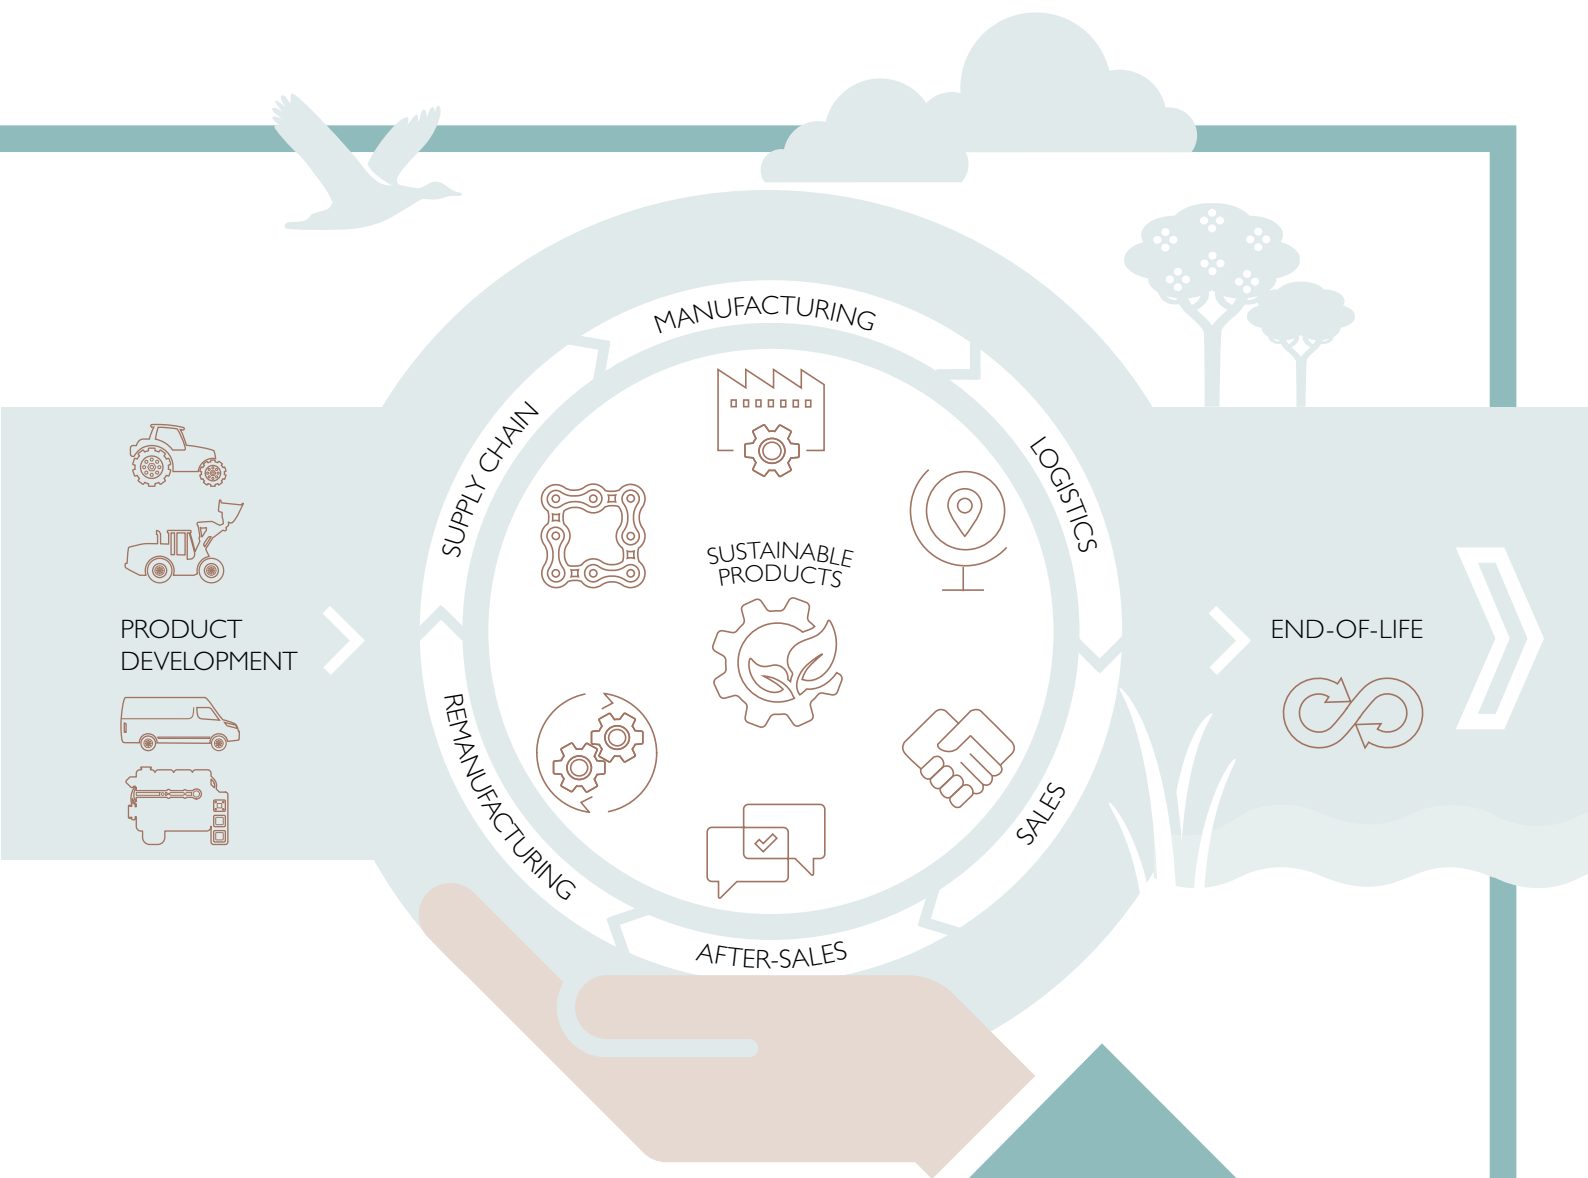 MANUFACTURING
SUPPLY CHAIN
LOGISTICS
SUSTAINABLE
PRODUCTS
PRODUCT
DEVELOPMENT
END-OF-LIFE
REMANUFACTURING
SALES
AFTER-SALES